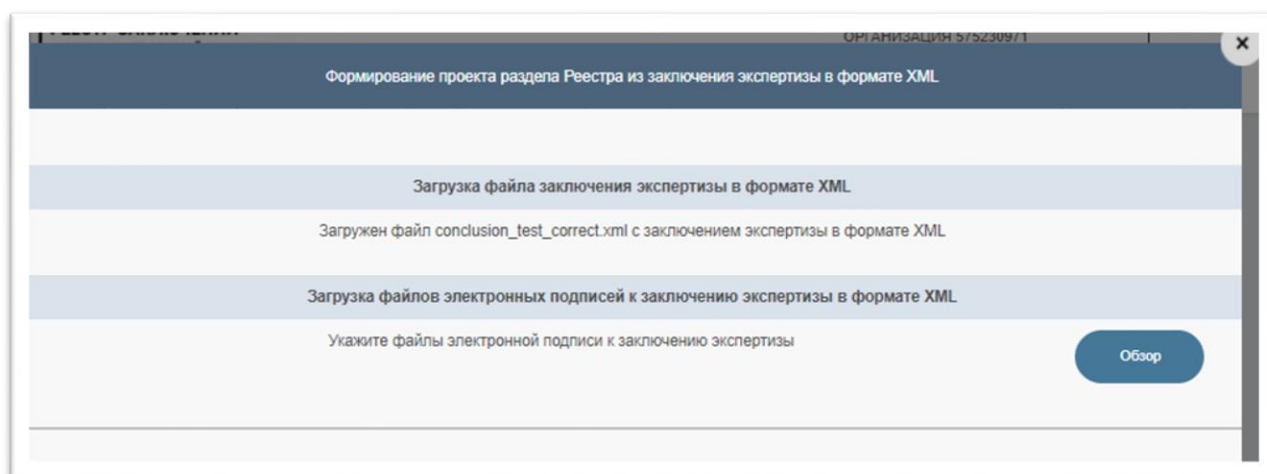 ОРГАНИЗАЦИЯ 575230971
×
Формирование проекта раздела Реестра из заключения экспертизы в формате XML
Загрузка файла заключения экспертизы в формате XML
Загружен файл conclusion_test_correct.xml с заключением экспертизы в формате XML
Загрузка файлов электронных подписей к заключению экспертизы в формате XML
Укажите файлы электронной подписи к заключению экспертизы
Обзор